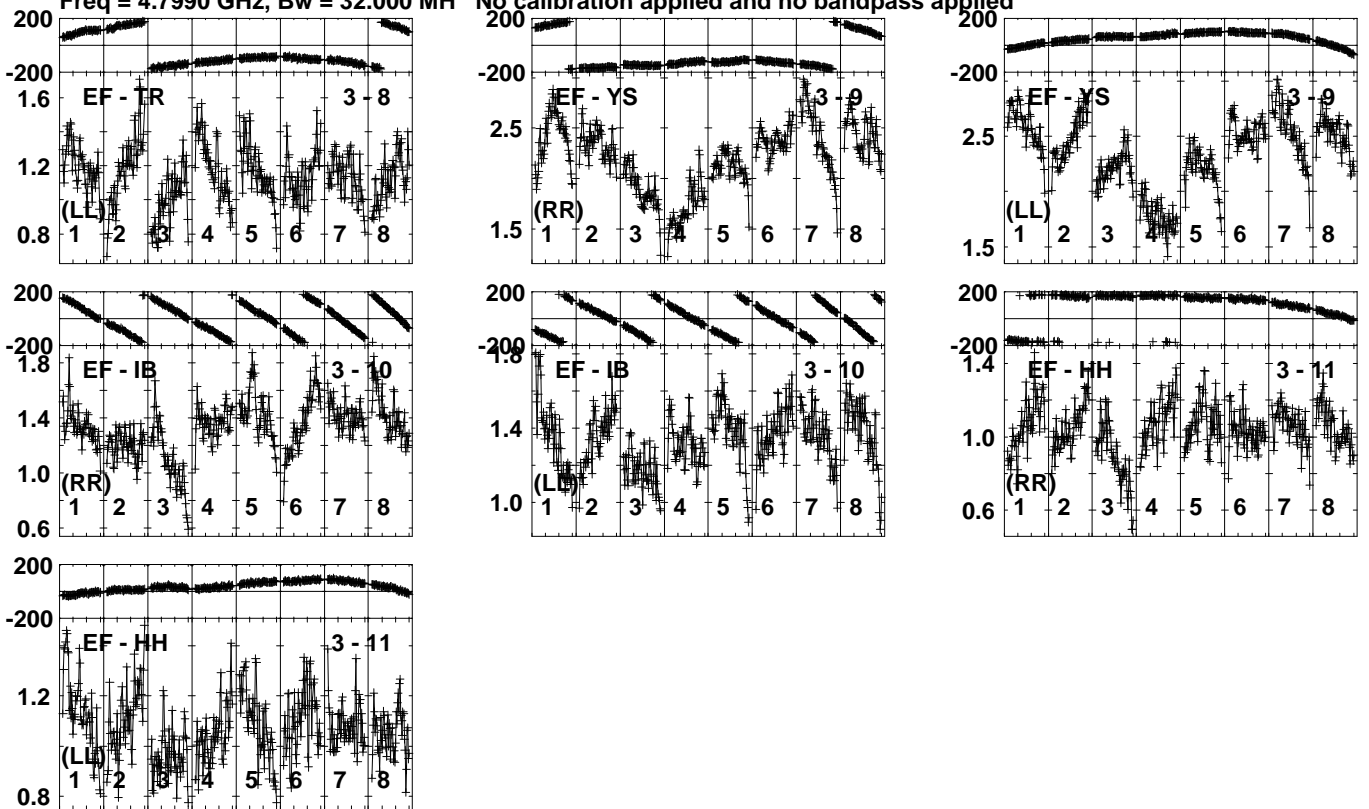 Freq = 4.7990 GHz, Bw = 32.000 MH No calibration applied and no bandpass applied
200 200 200
-200 -200 -200
1.6 EF - TR 3 - 8 EF - YS 3 - 9 EF - YS 3 - 9
2.5 2.5
1.2
(LL) (RR) (LL)
0.8 1 2 3 4 5 6 7 8 1.5 1 2 3 4 5 6 7 8 1.5 1 2 3 4 5 6 7 8
200 200 200
-200 -200 -200
1.8 EF - IB 3 - 10 1.8 EF - IB 3 - 10 1.4 EF - HH 3 - 11
1.4 1.4 1.0
1.0 1.0
(RR) (LL) (RR)
0.6 1 2 3 4 5 6 7 8 1 2 3 4 5 6 7 8 0.6 1 2 3 4 5 6 7 8
200
-200
EF - HH 3 - 11
1.2
(LL)
1 2 3 4 5 6 7 8
0.8